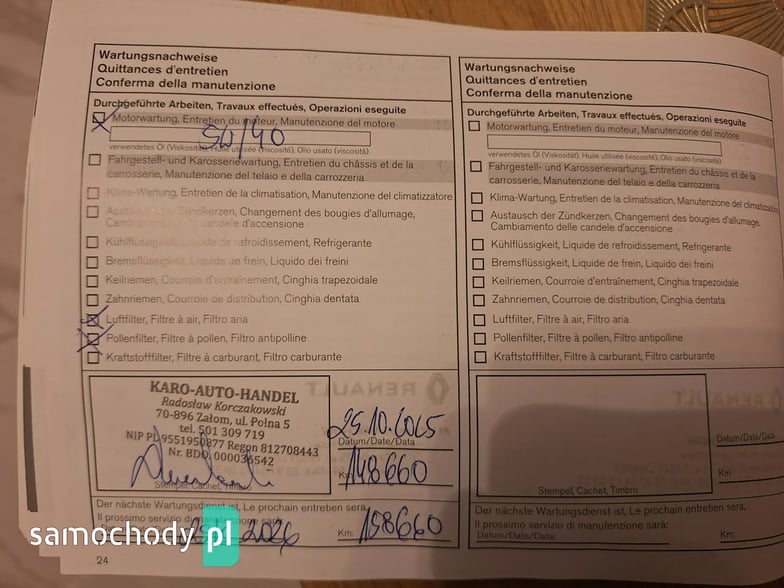 Wartungsnachweise
Quittances d'entretien
Conferma della manutenzione
Durchgeführte Arbeiten, Travaux effectués, Operazioni eseguite
Motorwartung, Entretien du moteur, Manutenzione del motore
5W/40
verwendetes Öl (Viskosität), Huile utilisée (viscosité), Olio usato (viscosità)
Fahrgestell- und Karosseriewartung, Entretien du châssis et de la
carrosserie, Manutenzione del telaio e della carrozzeria
Klima-Wartung, Entretien de la climatisation, Manutenzione del climatizzatore
Austausch der Zündkerzen, Changement des bougies d'allumage,
Cambiamento delle candele d'accensione
Kühlflüssigkeit, Liquide de refroidissement, Refrigerante
Bremsflüssigkeit, Liquide de frein, Liquido dei freini
Keilriemen, Courroie d'entraînement, Cinghia trapezoidale
Zahnriemen, Courroie de distribution, Cinghia dentata
Luftfilter, Filtre à air, Filtro aria
Pollenfilter, Filtre à pollen, Filtro antipolline
Kraftstofffilter, Filtre à carburant, Filtro carburante
RENAULT
KARO-AUTO-HANDEL
Radosław Korczakowski
70-896 Załom, ul. Polna 5
tel. 501 309 719
NIP PL9551950877 Regon 812708443
Nr. BDO 000036542
Stempel, Cachet, Timbro
25.10.
Datum/Date/Data
Km: 148660
Der nächste Wartungsdienst ist, Le prochain entretien sera,
Il prossimo servizio di manutenzione sarà:
2026
Km: 158660
24
Wartungsnachweise
Quittances d'entretien
Conferma della manutenzione
Durchgeführte Arbeiten, Travaux effectués, Operazioni eseguite
Motorwartung, Entretien du moteur, Manutenzione del motore
verwendetes Öl (Viskosität), Huile utilisée (viscosité), Olio usato (viscosità)
Fahrgestell- und Karosseriewartung, Entretien du châssis et de la
carrosserie, Manutenzione del telaio e della carrozzeria
Klima-Wartung, Entretien de la climatisation, Manutenzione del climatizzatore
Austausch der Zündkerzen, Changement des bougies d'allumage,
Cambiamento delle candele d'accensione
Kühlflüssigkeit, Liquide de refroidissement, Refrigerante
Bremsflüssigkeit, Liquide de frein, Liquido dei freini
Keilriemen, Courroie d'entraînement, Cinghia trapezoidale
Zahnriemen, Courroie de distribution, Cinghia dentata
Luftfilter, Filtre à air, Filtro aria
Pollenfilter, Filtre à pollen, Filtro antipolline
Kraftstofffilter, Filtre à carburant, Filtro carburante
Stempel, Cachet, Timbro
Datum/Date/Data
Km
Der nächste Wartungsdienst ist, Le prochain entretien sera,
Il prossimo servizio di manutenzione sarà:
Datum/Date/Data:
Km:
samochody.pl